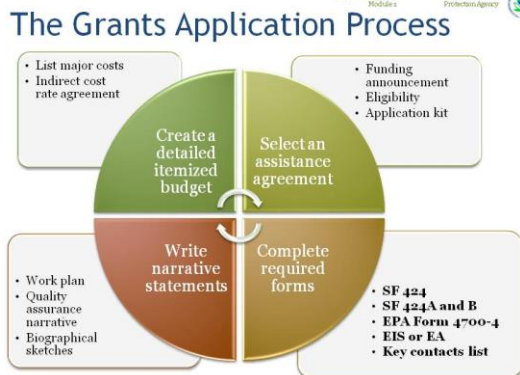 Module 2
Protection Agency
The Grants Application Process
• List major costs
• Indirect cost
rate agreement
• Funding
announcement
• Eligibility
• Application kit
Create a
detailed
itemized
budget
Select an
assistance
agreement
Write
narrative
statements
Complete
required
forms
• Work plan
• Quality
assurance
narrative
• Biographical
sketches
• SF 424
• SF 424A and B
• EPA Form 4700-4
• EIS or EA
• Key contacts list